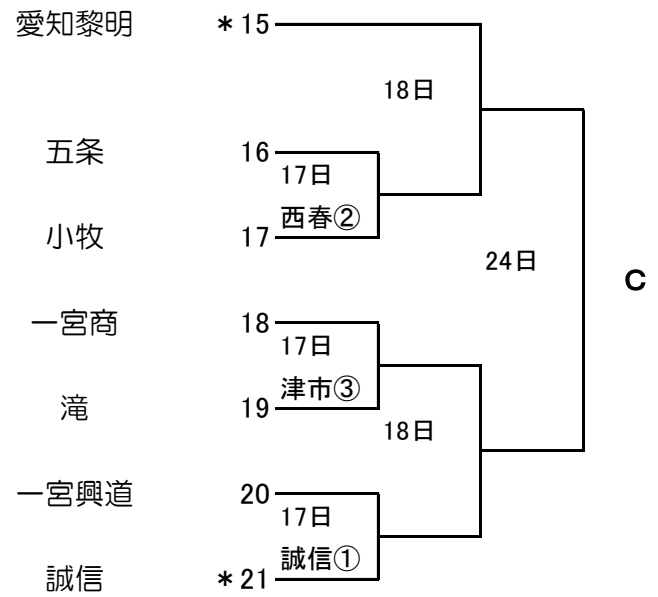 愛知黎明 *15
18日
五条 16
17日
西春②
小牧 17
24日
C
一宮商 18
17日
津市③
滝 19
18日
一宮興道 20
17日
誠信①
誠信 *21